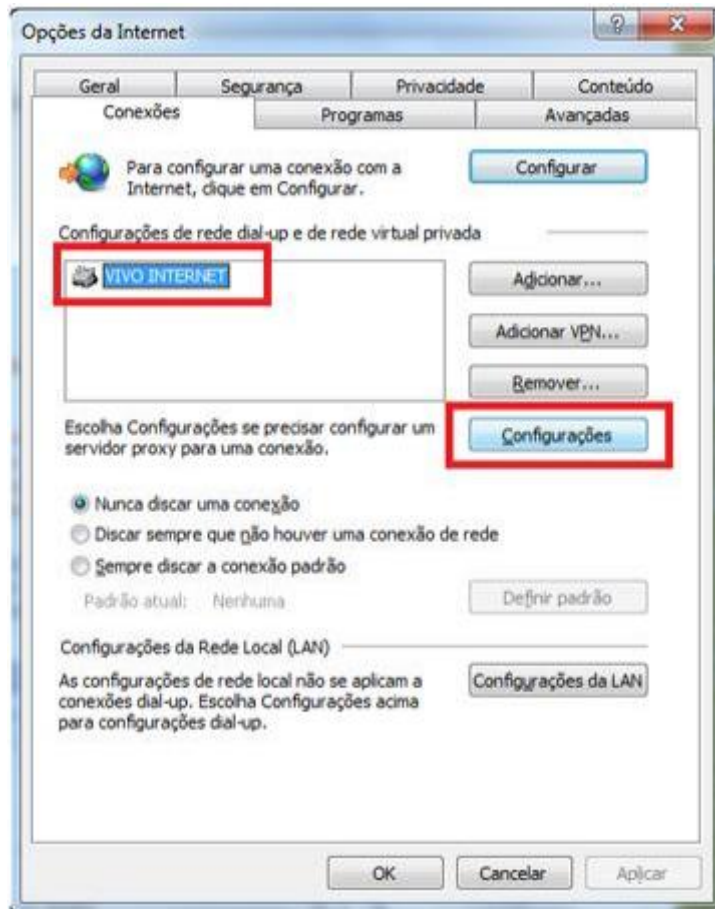 Opções da Internet
Geral
Segurança
Privacidade
Conteúdo
Conexões
Programas
Avançadas
Para configurar uma conexão com a
Internet, clique em Configurar.
Configurar
Configurações de rede dial-up e de rede virtual privada
VIVO INTERNET
Adicionar...
Adicionar VPN...
Remover...
Escolha Configurações se precisar configurar um
servidor proxy para uma conexão.
Configurações
Nunca discar uma conexão
Discar sempre que não houver uma conexão de rede
Sempre discar a conexão padrão
Padrão atual: Nenhuma
Definir padrão
Configurações da Rede Local (LAN)
As configurações de rede local não se aplicam a
conexões dial-up. Escolha Configurações acima
para configurações dial-up.
Configurações da LAN
OK
Cancelar
Aplicar